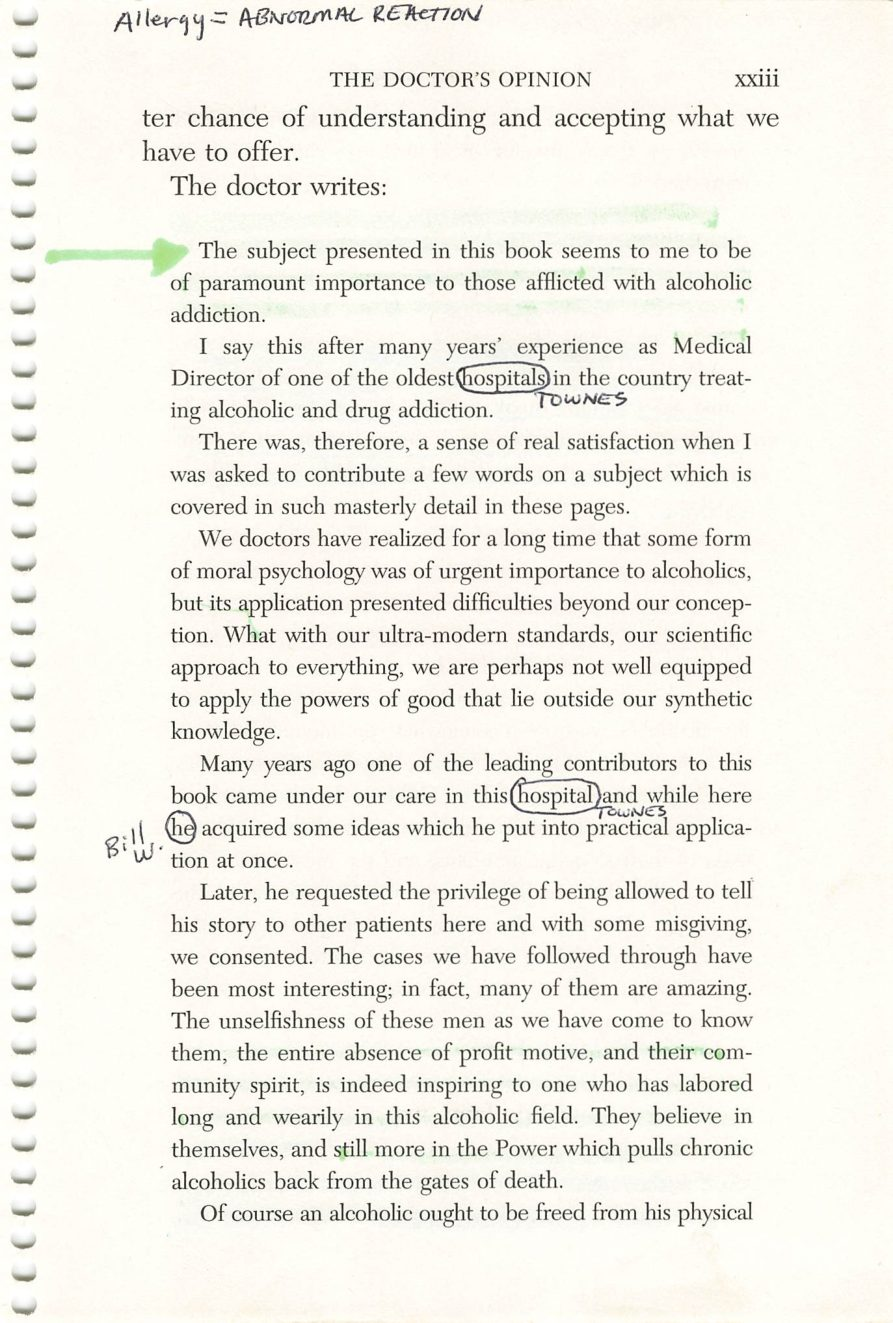 Allergy = ABNORMAL REACTION
THE DOCTOR'S OPINION xxiii
ter chance of understanding and accepting what we
have to offer.
The doctor writes:
The subject presented in this book seems to me to be
of paramount importance to those afflicted with alcoholic
addiction.
I say this after many years' experience as Medical
Director of one of the oldest hospitals in the country treat-
TOWNES
ing alcoholic and drug addiction.
There was, therefore, a sense of real satisfaction when I
was asked to contribute a few words on a subject which is
covered in such masterly detail in these pages.
We doctors have realized for a long time that some form
of moral psychology was of urgent importance to alcoholics,
but its application presented difficulties beyond our concep-
tion. What with our ultra-modern standards, our scientific
approach to everything, we are perhaps not well equipped
to apply the powers of good that lie outside our synthetic
knowledge.
Many years ago one of the leading contributors to this
book came under our care in this hospital and while here
TOWNES
he acquired some ideas which he put into practical applica-
Bill
W.
tion at once.
Later, he requested the privilege of being allowed to tell
his story to other patients here and with some misgiving,
we consented. The cases we have followed through have
been most interesting; in fact, many of them are amazing.
The unselfishness of these men as we have come to know
them, the entire absence of profit motive, and their com-
munity spirit, is indeed inspiring to one who has labored
long and wearily in this alcoholic field. They believe in
themselves, and still more in the Power which pulls chronic
alcoholics back from the gates of death.
Of course an alcoholic ought to be freed from his physical